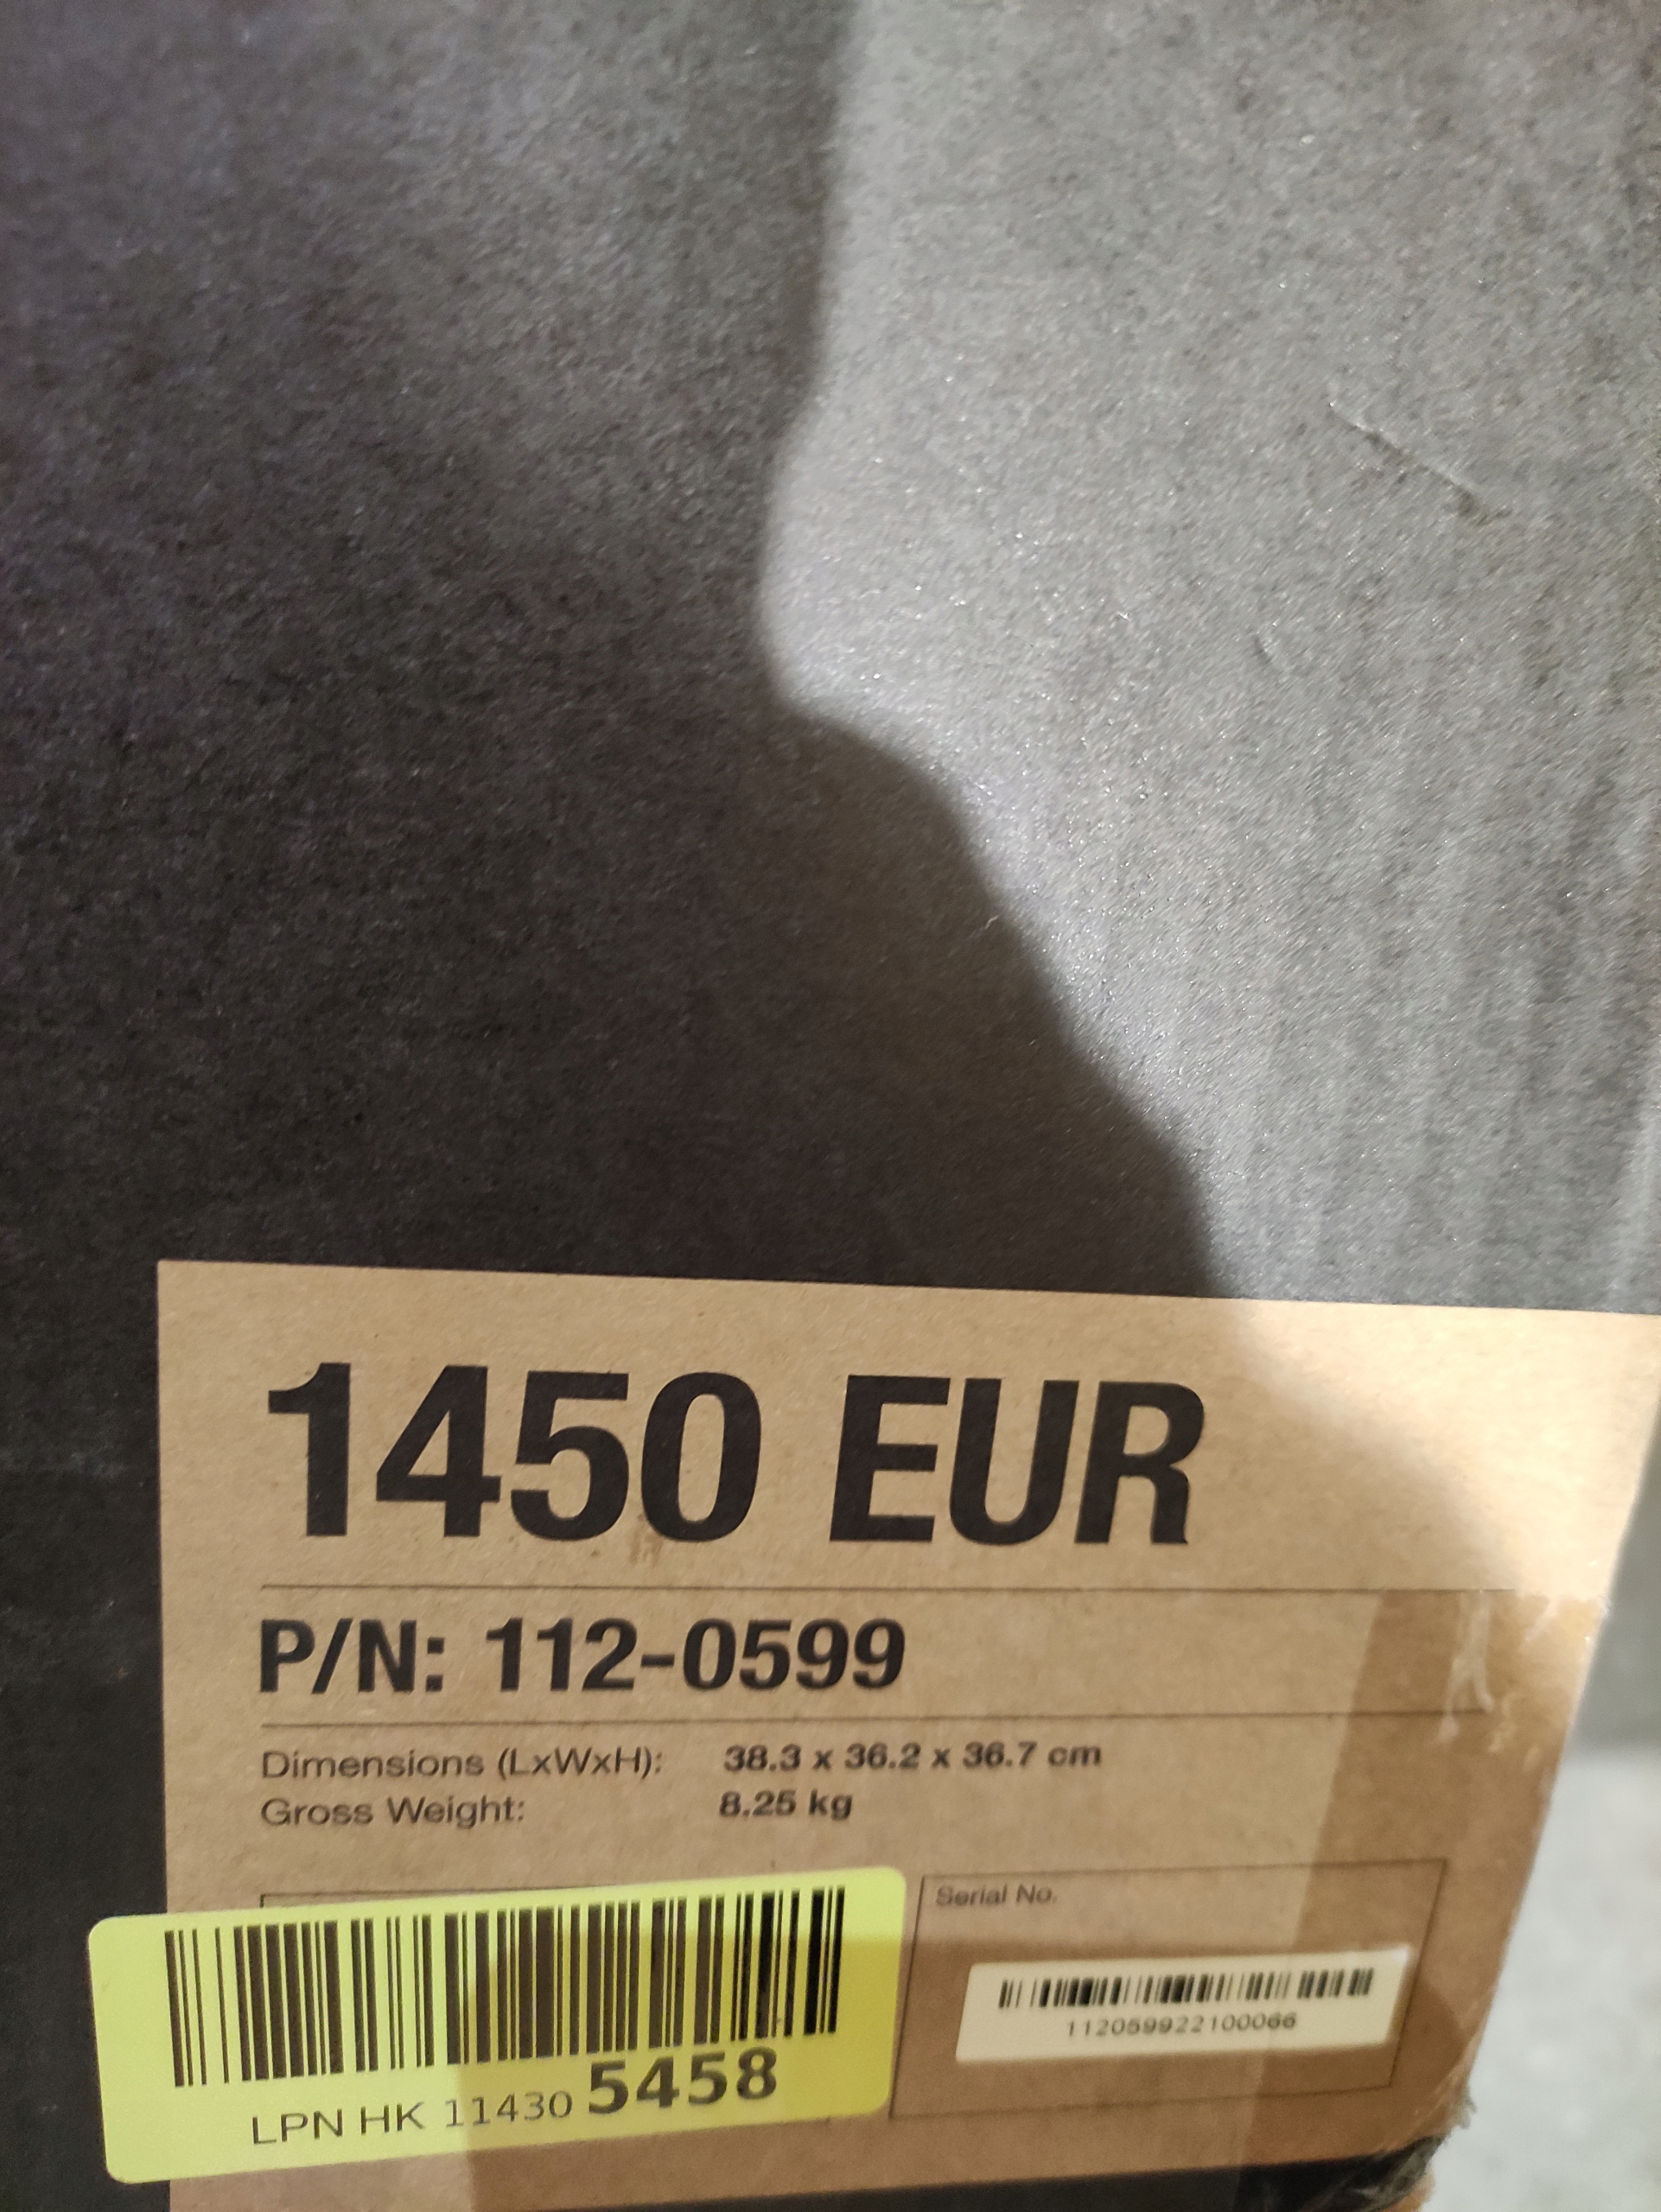 1450 EUR
P/N: 112-0599
Dimensions (LxWxH): 38.3 x 36.2 x 36.7 cm
Gross Weight: 8.25 kg
Serial No.
112059922100066
LPN HK 11430 5458